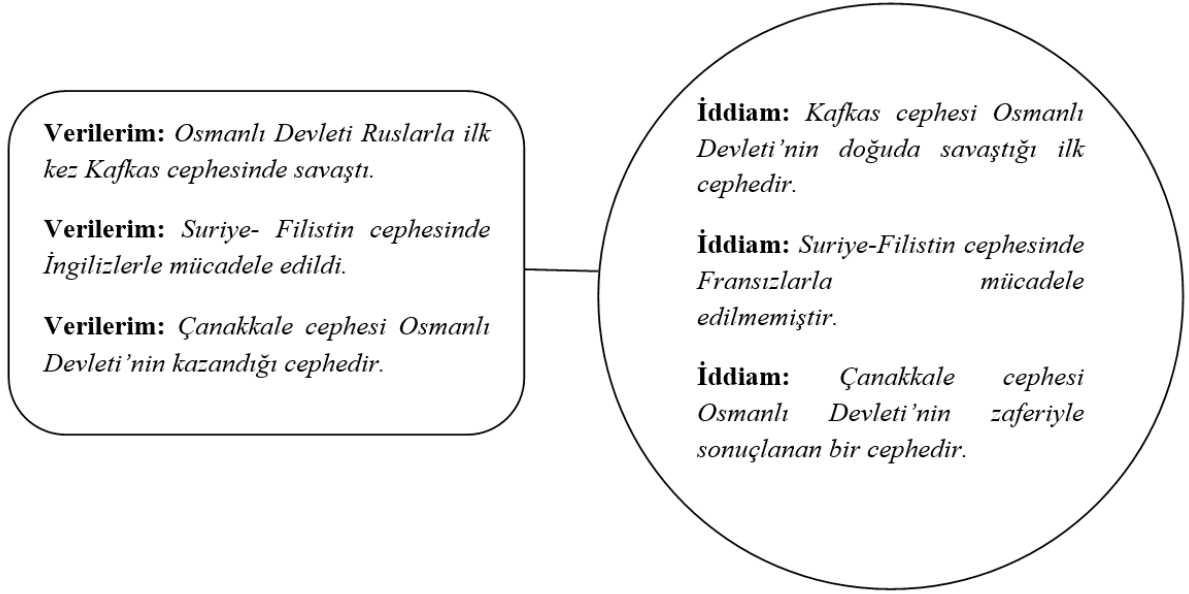 Verilerim: Osmanlı Devleti Ruslarla ilk
kez Kafkas cephesinde savaştı.
Verilerim: Suriye- Filistin cephesinde
İngilizlerle mücadele edildi.
Verilerim: Çanakkale cephesi Osmanlı
Devleti’nin kazandığı cephedir.
İddiam: Kafkas cephesi Osmanlı
Devleti’nin doğuda savaştığı ilk
cephedir.
İddiam: Suriye-Filistin cephesinde
Fransızlarla mücadele
edilmemiştir.
İddiam: Çanakkale cephesi
Osmanlı Devleti’nin zaferiyle
sonuçlanan bir cephedir.